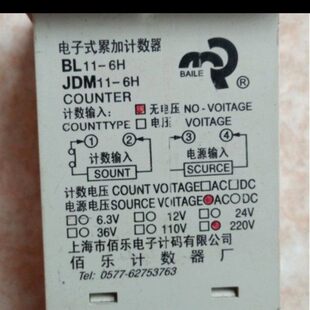 电子式累加计数器
BL11-6H
JDM11-6H
BAILE ®
COUNTER
计数输入: 无电压 NO-VOITAGE
COUNTTYPE 电压 VOITAGE
① ② ③ ④
计数输入 电源输入
SOUNT SCURCE
计数电压 COUNT VOITAGE AC DC
电源电压 SOURCE VOITAGE AC DC
6.3V 12V 24V
36V 110V 220V
上海市佰乐电子计码有限公司
佰乐计数器厂
Tel: 0577-62753763